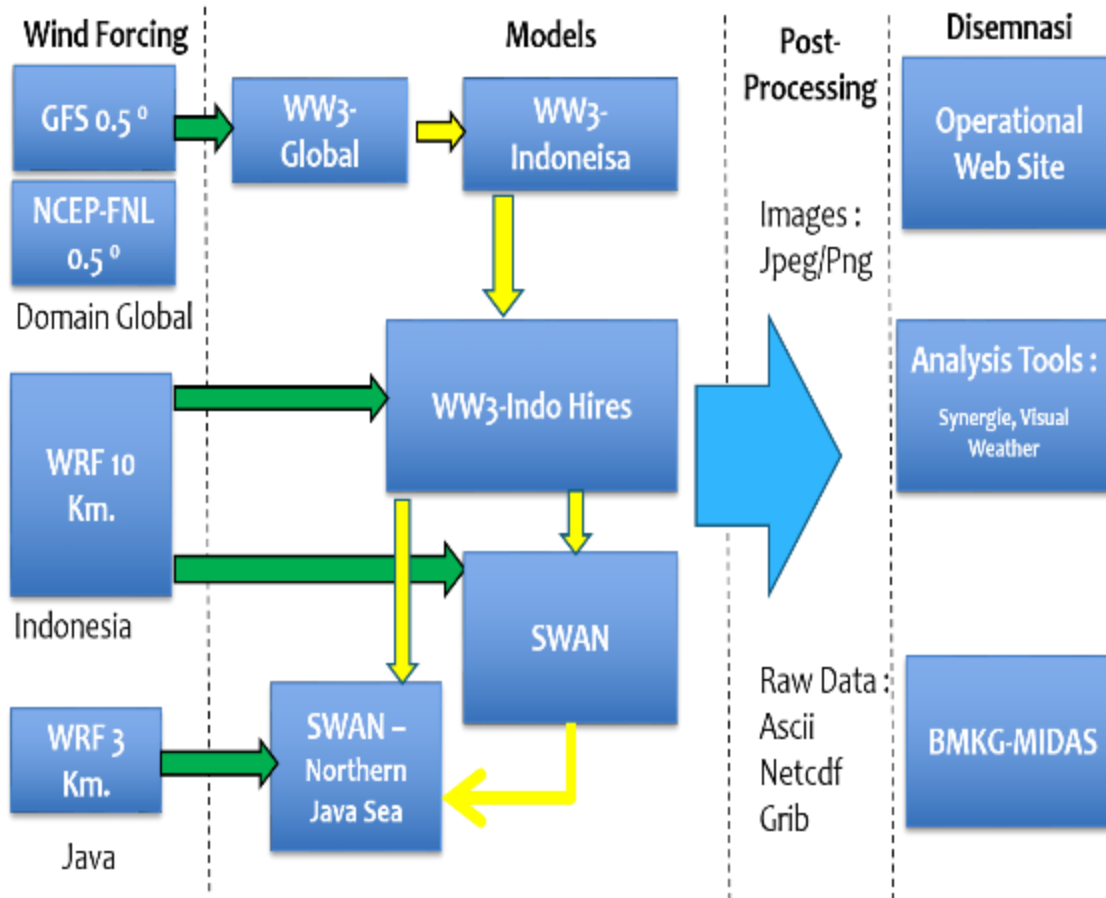 Wind Forcing
GFS 0.5 º
NCEP-FNL
0.5 º
Domain Global
WRF 10
Km.
Indonesia
WRF 3
Km.
Java
Models
WW3-
Global
WW3-
Indoneisa
WW3-Indo Hires
SWAN
SWAN –
Northern
Java Sea
Post-
Processing
Images :
Jpeg/Png
Raw Data :
Ascii
Netcdf
Grib
Disemnasi
Operational
Web Site
Analysis Tools :
Synergie, Visual
Weather
BMKG-MIDAS